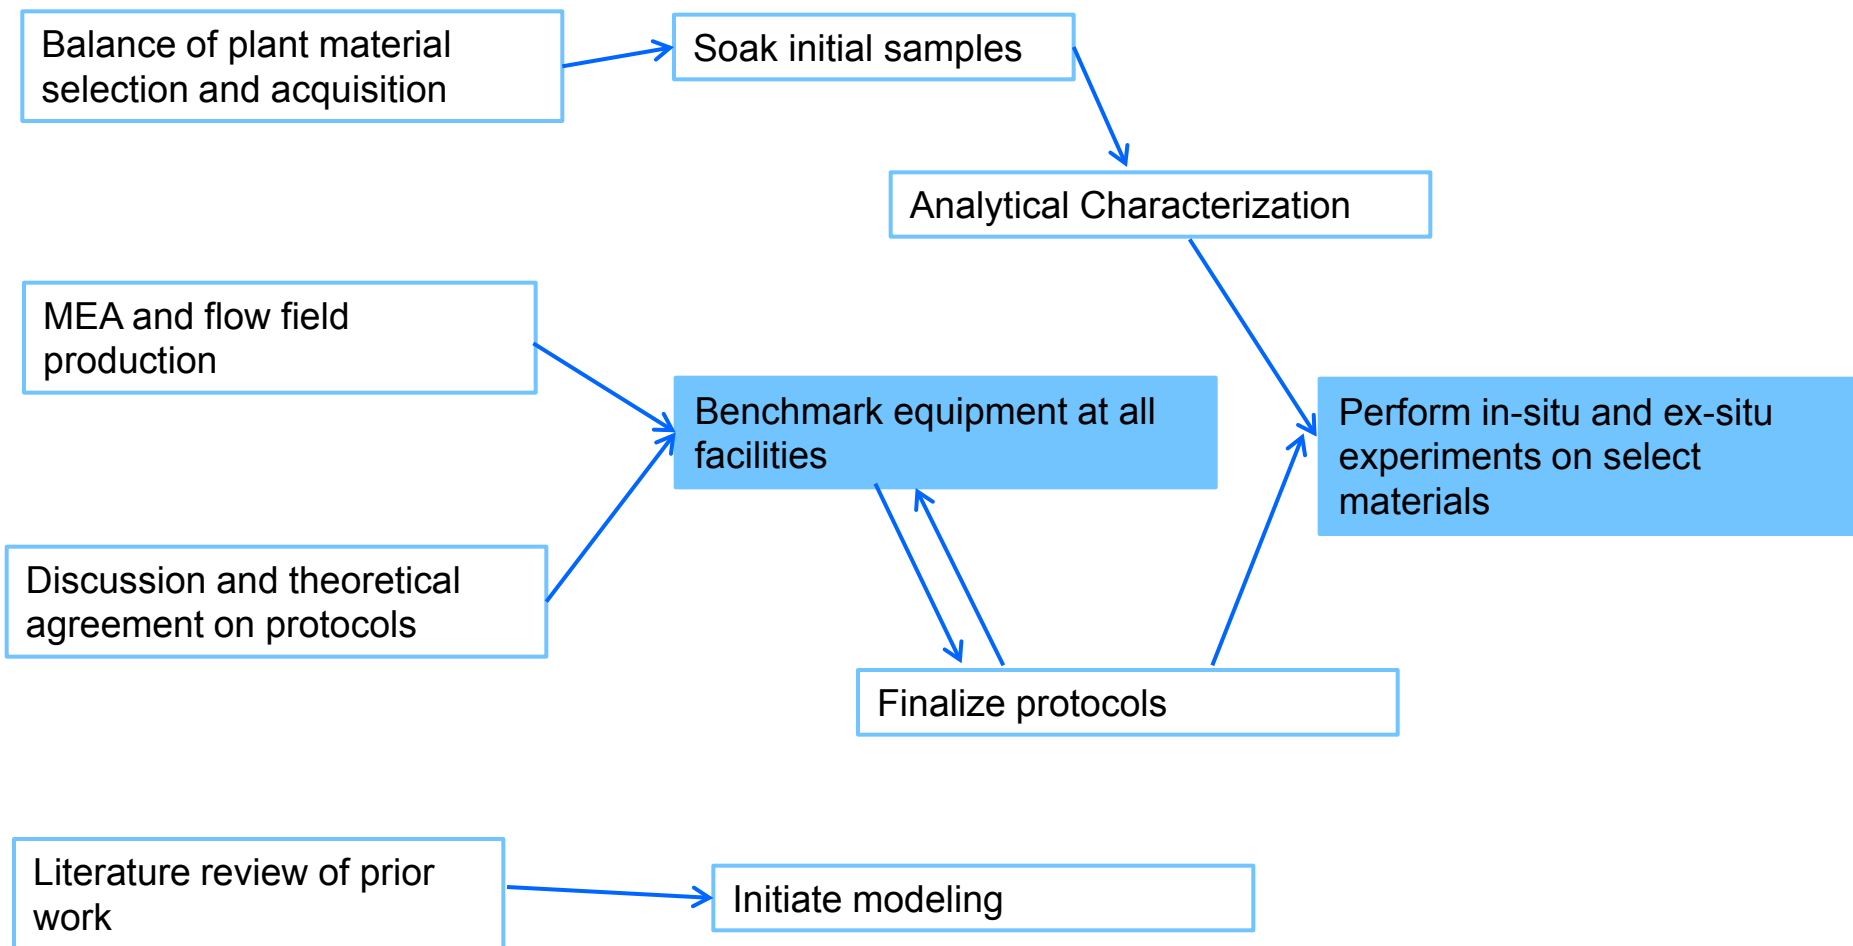 Balance of plant material
selection and acquisition
Soak initial samples
Analytical Characterization
MEA and flow field
production
Benchmark equipment at all
facilities
Perform in-situ and ex-situ
experiments on select
materials
Discussion and theoretical
agreement on protocols
Finalize protocols
Literature review of prior
work
Initiate modeling